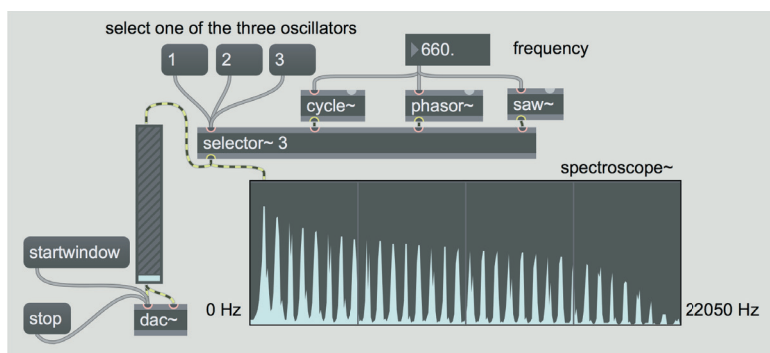 select one of the three oscillators
1 2 3
660. frequency
cycle~ phasor~ saw~
selector~ 3
spectroscope~
startwindow
0 Hz 22050 Hz
stop
dac~